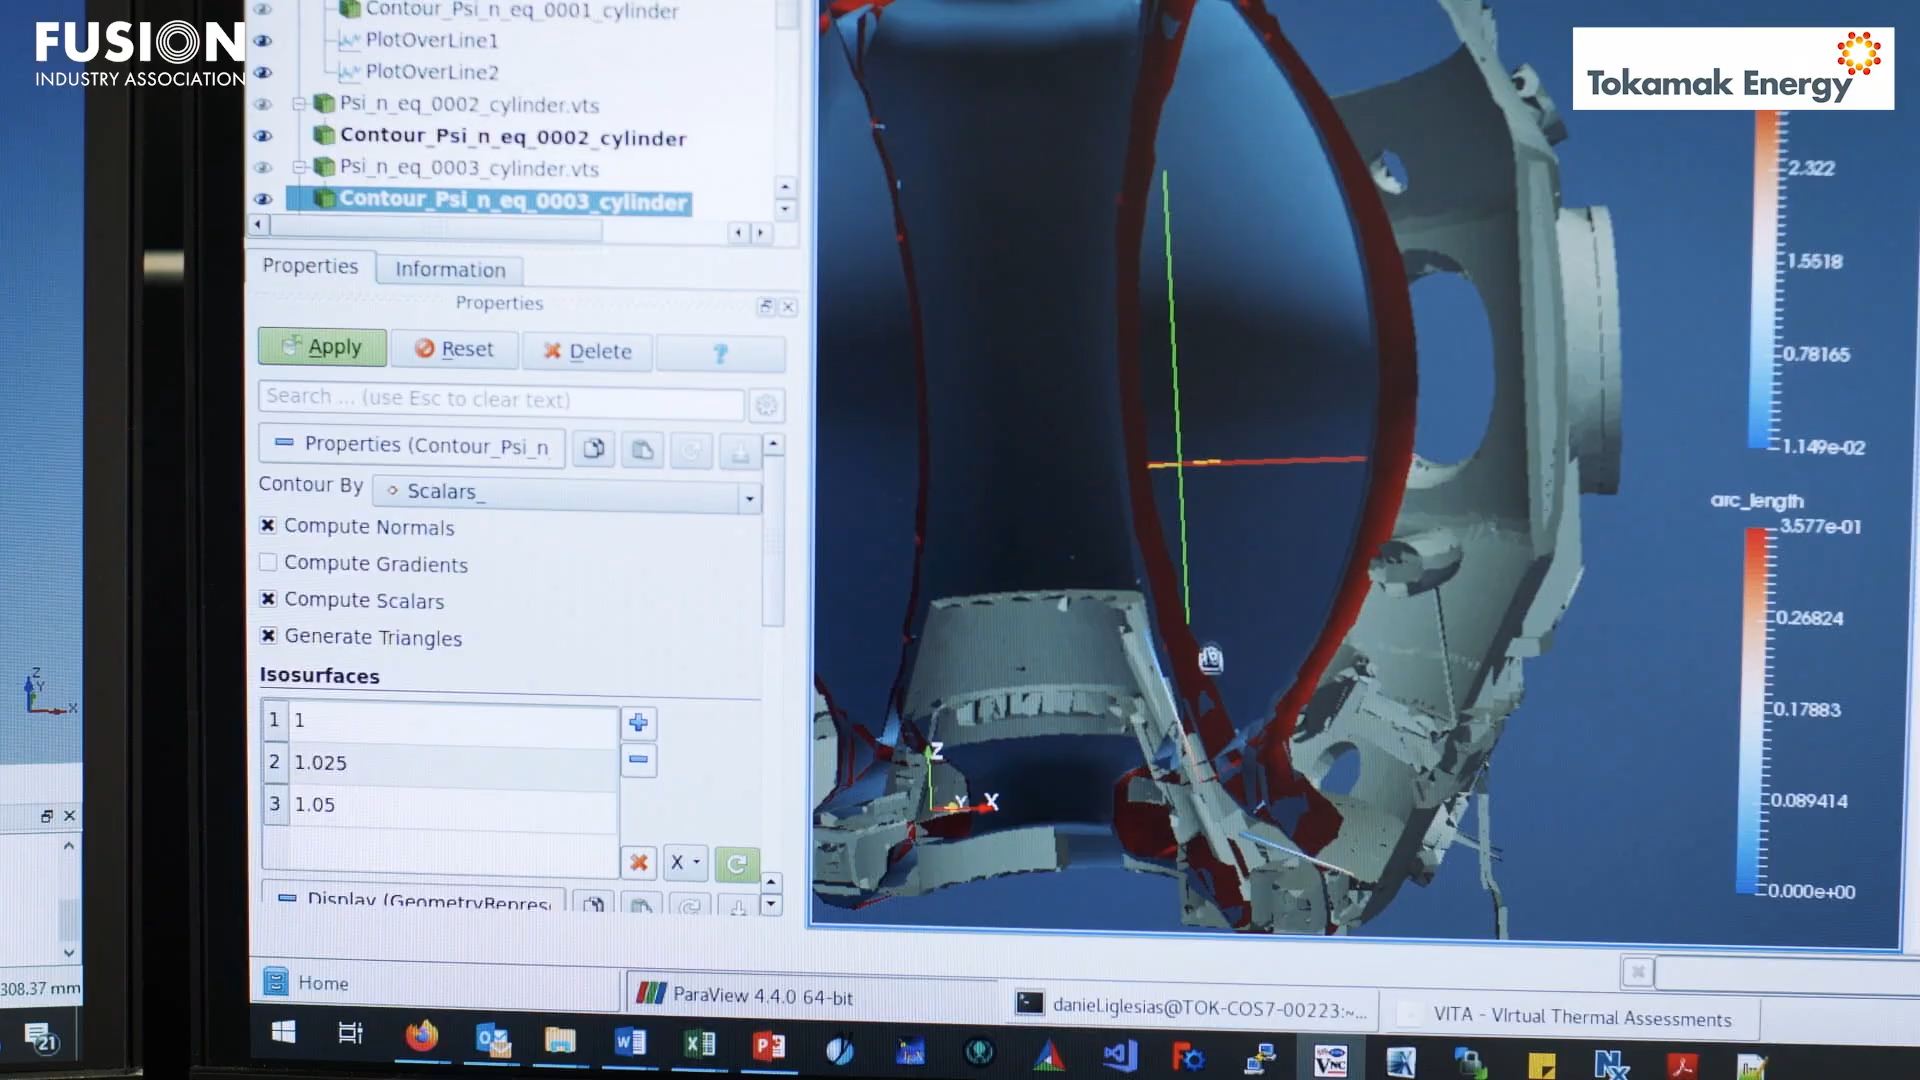 FUSION
INDUSTRY ASSOCIATION
Tokamak Energy
Contour_Psi_n_eq_0001_cylinder
PlotOverLine1
PlotOverLine2
Psi_n_eq_0002_cylinder.vts
Contour_Psi_n_eq_0002_cylinder
Psi_n_eq_0003_cylinder.vts
Contour_Psi_n_eq_0003_cylinder
Properties
Information
Properties
Apply
Reset
Delete
?
Search ... (use Esc to clear text)
Properties (Contour_Psi_n_
Contour By
Scalars_
Compute Normals
Compute Gradients
Compute Scalars
Generate Triangles
Isosurfaces
1 1
2 1.025
3 1.05
X
Display (GeometryRepres
2.322
1.5518
0.78165
1.149e-02
arc_length
3.577e-01
0.26824
0.17883
0.089414
0.000e+00
Z
Y
X
Z
Y
X
308.37 mm
Home
ParaView 4.4.0 64-bit
daniel.iglesias@TOK-COS7-00223:~...
VITA - VIrtual Thermal Assessments
21